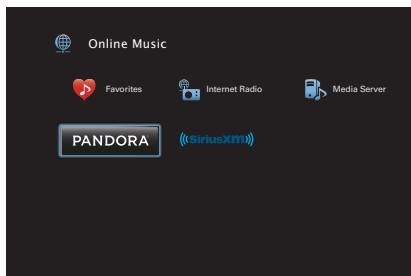 Online Music
Favorites Internet Radio Media Server
PANDORA ((SiriusXM))